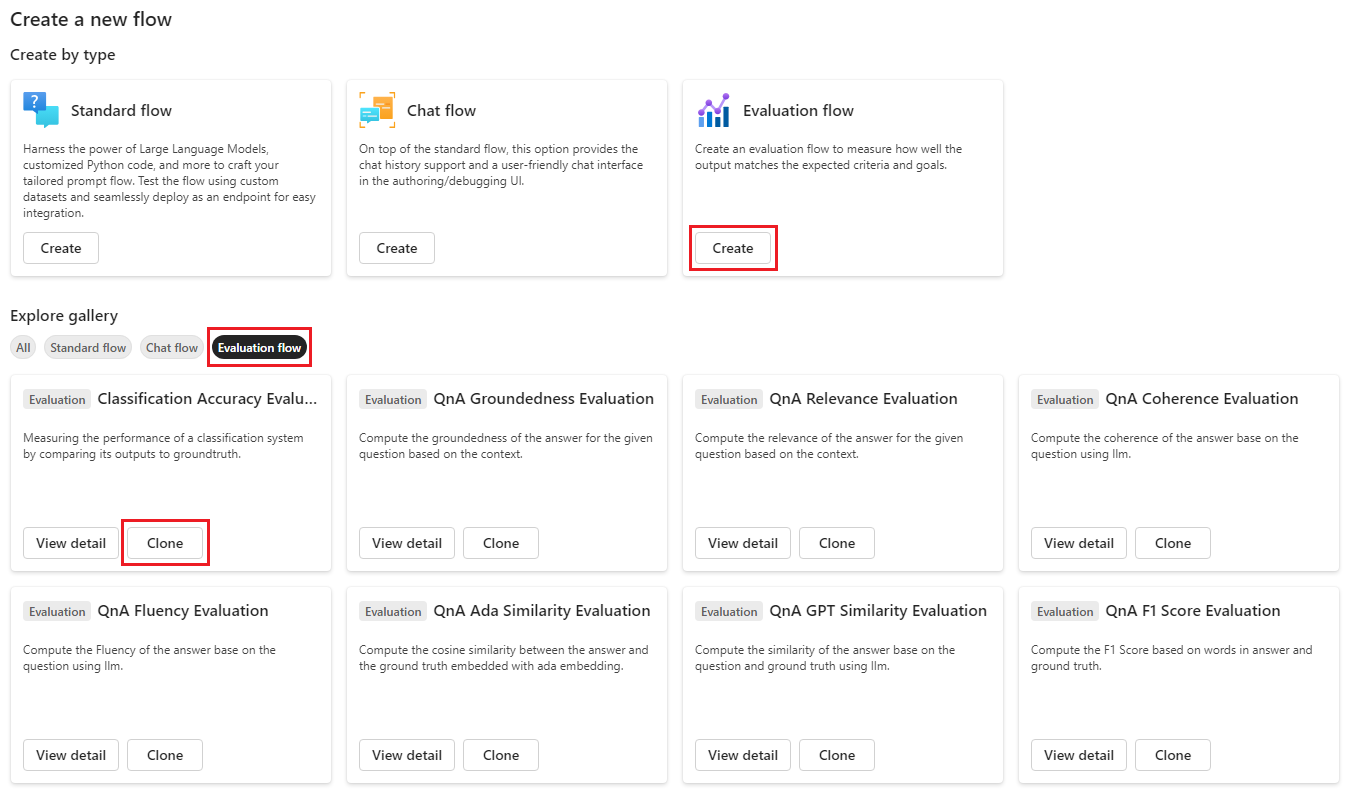 Create a new flow
Create by type
?
Standard flow
Harness the power of Large Language Models,
customized Python code, and more to craft your
tailored prompt flow. Test the flow using custom
datasets and seamlessly deploy as an endpoint for easy
integration.
Create
Chat flow
On top of the standard flow, this option provides the
chat history support and a user-friendly chat interface
in the authoring/debugging UI.
Create
Evaluation flow
Create an evaluation flow to measure how well the
output matches the expected criteria and goals.
Create
Explore gallery
All Standard flow Chat flow Evaluation flow
Evaluation Classification Accuracy Evalu...
Measuring the performance of a classification system
by comparing its outputs to groundtruth.
View detail Clone
Evaluation QnA Groundedness Evaluation
Compute the groundedness of the answer for the given
question based on the context.
View detail Clone
Evaluation QnA Relevance Evaluation
Compute the relevance of the answer for the given
question based on the context.
View detail Clone
Evaluation QnA Coherence Evaluation
Compute the coherence of the answer base on the
question using llm.
View detail Clone
Evaluation QnA Fluency Evaluation
Compute the Fluency of the answer base on the
question using llm.
View detail Clone
Evaluation QnA Ada Similarity Evaluation
Compute the cosine similarity between the answer and
the ground truth embedded with ada embedding.
View detail Clone
Evaluation QnA GPT Similarity Evaluation
Compute the similarity of the answer base on the
question and ground truth using llm.
View detail Clone
Evaluation QnA F1 Score Evaluation
Compute the F1 Score based on words in answer and
ground truth.
View detail Clone